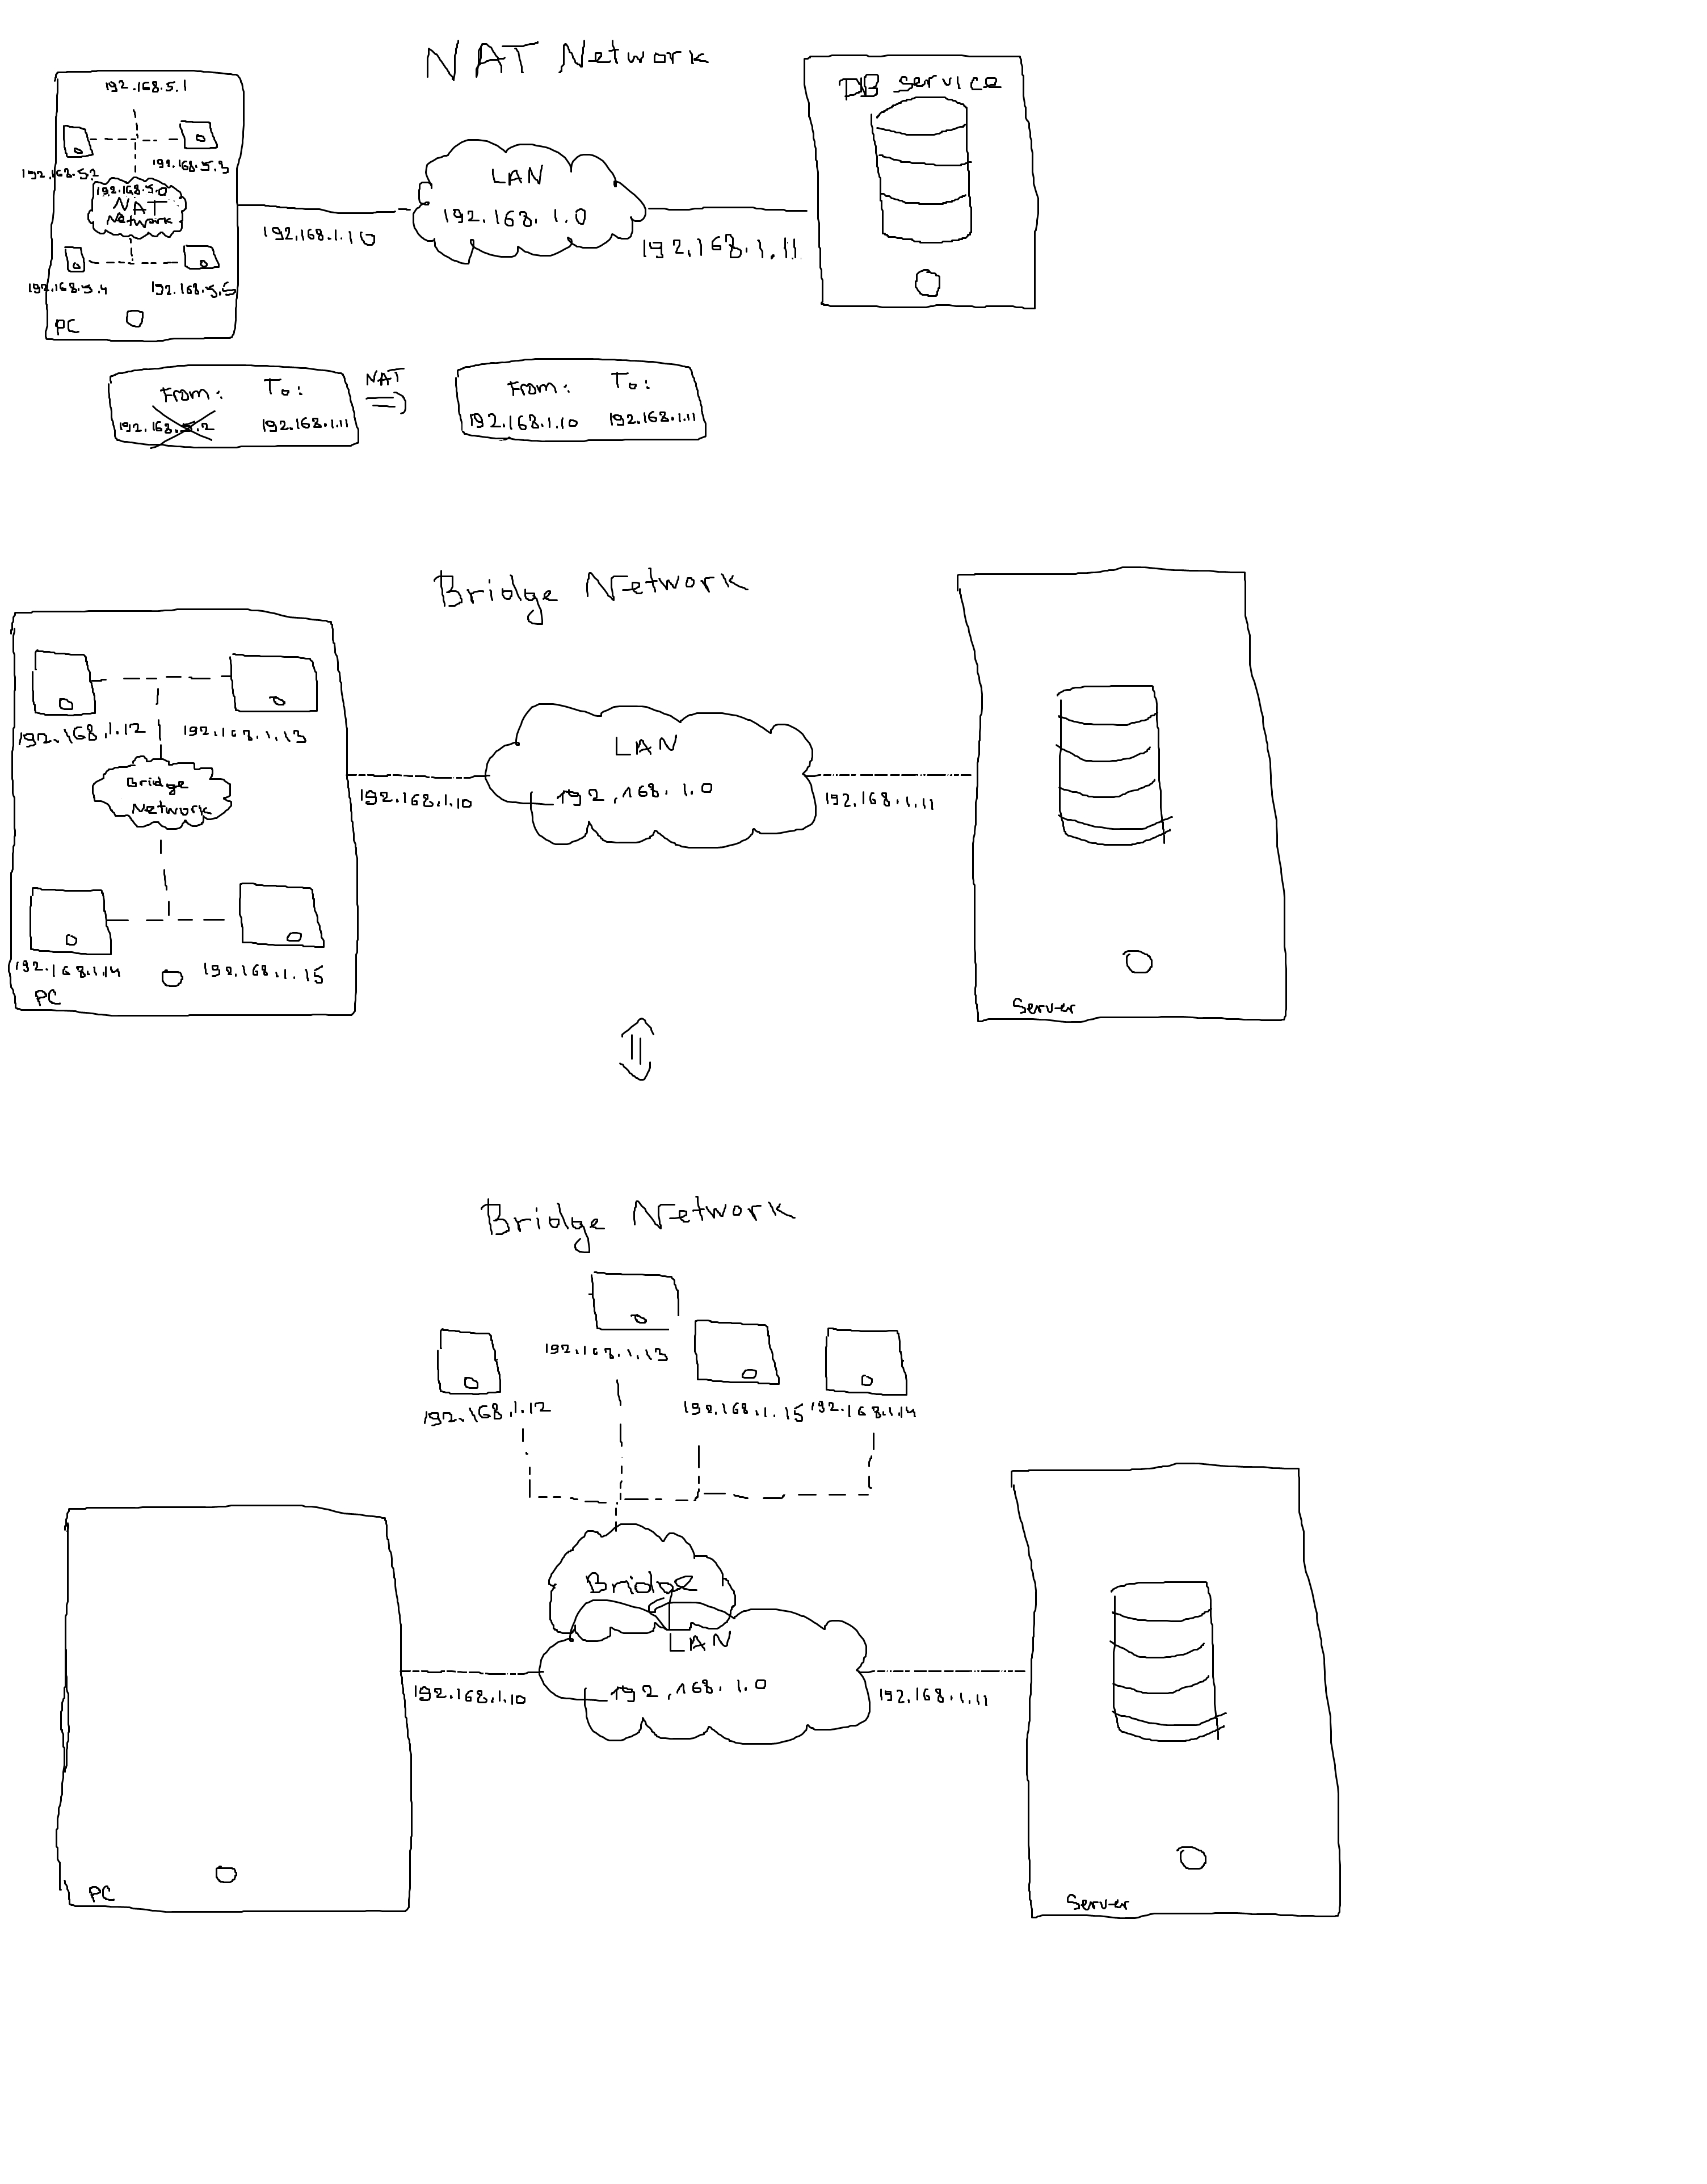 NAT Network
192.168.5.1
192.168.5.2
192.168.5.3
192.168.5.0
NAT
Network
192.168.5.4
192.168.5.5
PC
192.168.1.10
LAN
192.168.1.0
192.168.1.11
DB service
From: To:
192.168.5.2 192.168.1.11
NAT
From: To:
192.168.1.10 192.168.1.11
Bridge Network
192.168.1.12 192.168.1.13
Bridge
Network
192.168.1.14 192.168.1.15
PC
192.168.1.10
LAN
192.168.1.0
192.168.1.11
Server
Bridge Network
192.168.1.13
192.168.1.12
192.168.1.15
192.168.1.14
Bridge
LAN
192.168.1.0
192.168.1.10
192.168.1.11
PC
Server